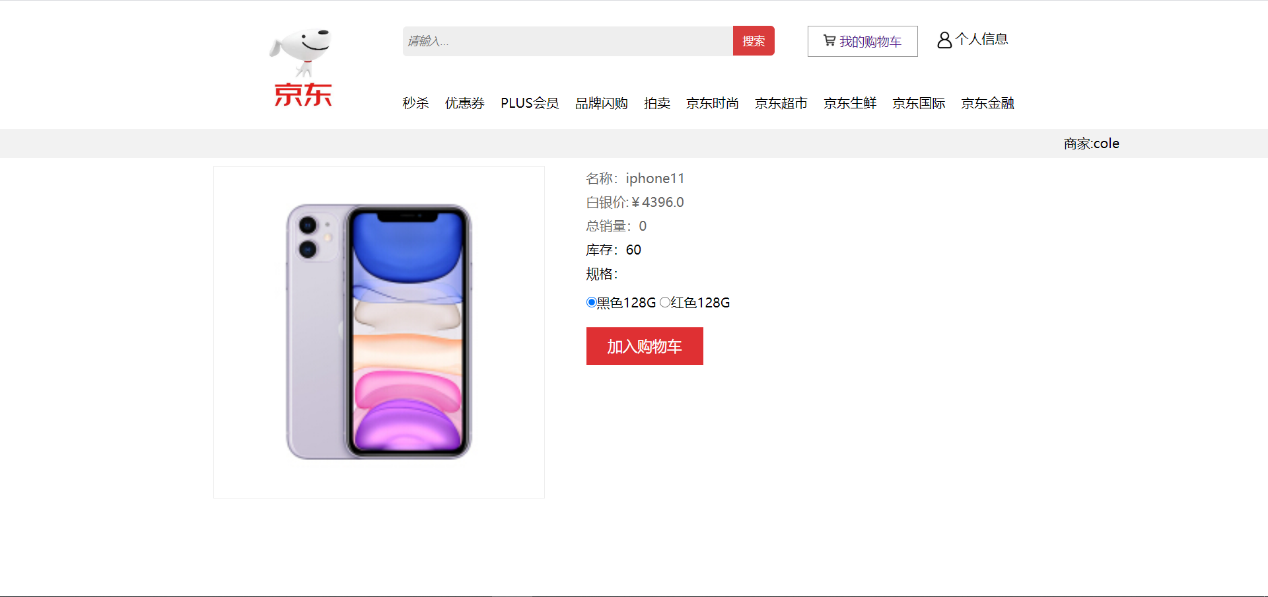 请输入...
搜索
我的购物车
个人信息
京东
秒杀 优惠券 PLUS会员 品牌闪购 拍卖 京东时尚 京东超市 京东生鲜 京东国际 京东金融
商家:cole
名称：iphone11
白银价:￥4396.0
总销量：0
库存：60
规格：
黑色128G 红色128G
加入购物车